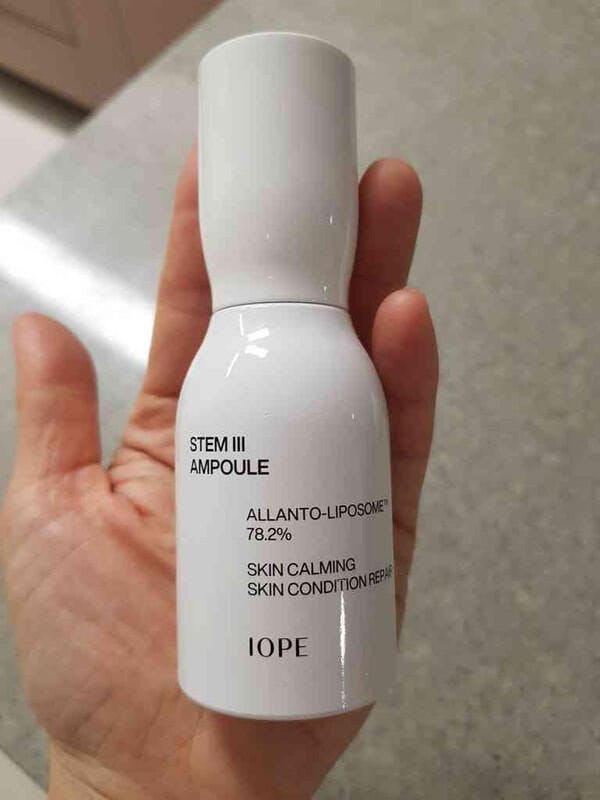 STEM III
AMPOULE
ALLANTO-LIPOSOME™
78.2%
SKIN CALMING
SKIN CONDITION REPAIR
IOPE